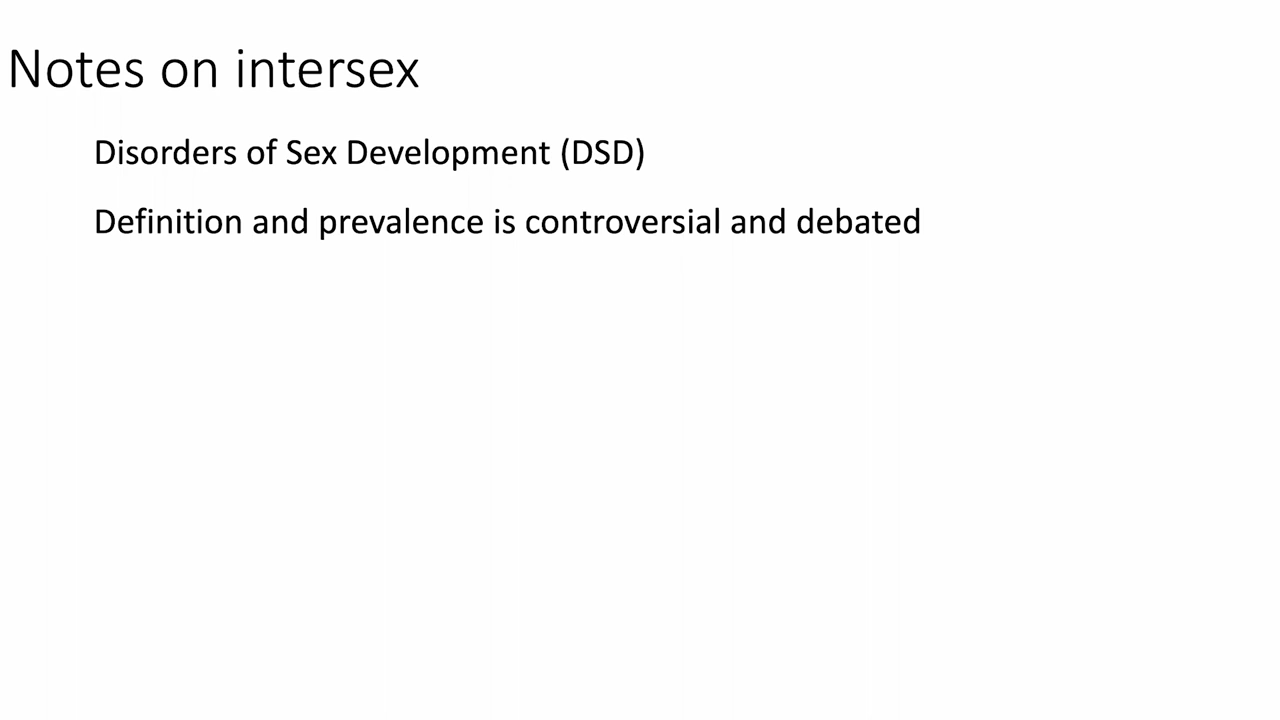 Notes on intersex
Disorders of Sex Development (DSD)
Definition and prevalence is controversial and debated